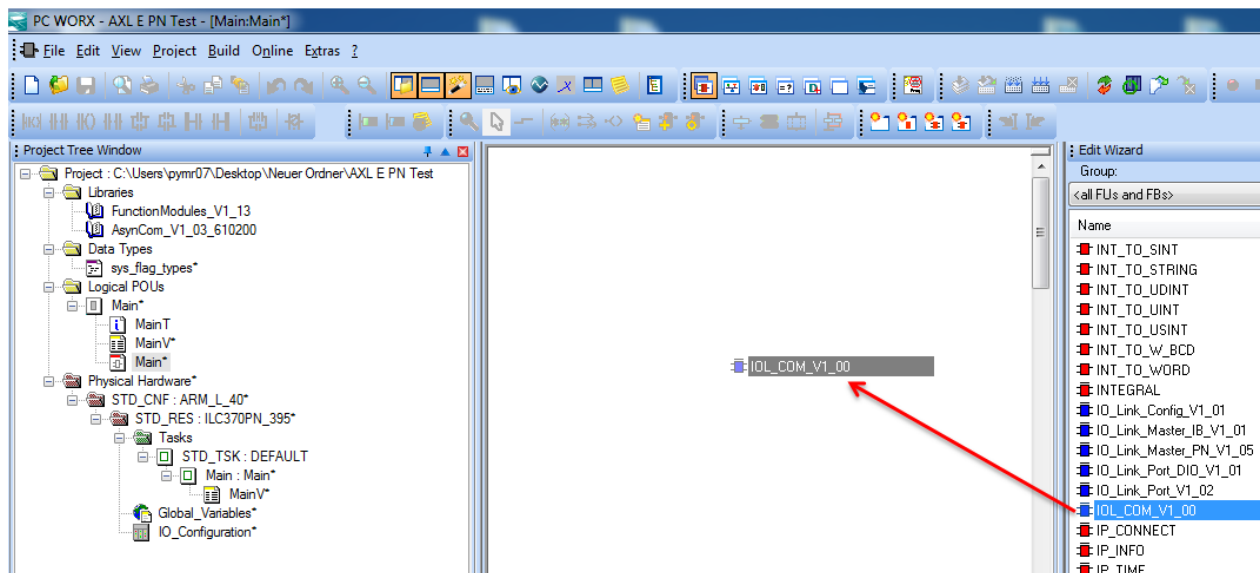 PC WORX - AXL E PN Test - [Main:Main*]
File Edit View Project Build Online Extras ?
Project Tree Window
Project : C:\Users\pymr07\Desktop\Neuer Ordner\AXL E PN Test
Libraries
FunctionModules_V1_13
AsynCom_V1_03_610200
Data Types
sys_flag_types*
Logical POUs
Main*
MainT
MainV*
Main*
Physical Hardware*
STD_CNF : ARM_L_40*
STD_RES : ILC370PN_395*
Tasks
STD_TSK : DEFAULT
Main : Main*
MainV*
Global_Variables*
IO_Configuration*
IOL_COM_V1_00
Edit Wizard
Group:
<all FUs and FBs>
Name
INT_TO_SINT
INT_TO_STRING
INT_TO_UDINT
INT_TO_UINT
INT_TO_USINT
INT_TO_W_BCD
INT_TO_WORD
INTEGRAL
IO_Link_Config_V1_01
IO_Link_Master_IB_V1_01
IO_Link_Master_PN_V1_05
IO_Link_Port_DIO_V1_01
IO_Link_Port_V1_02
IOL_COM_V1_00
IP_CONNECT
IP_INFO
IP_TIME